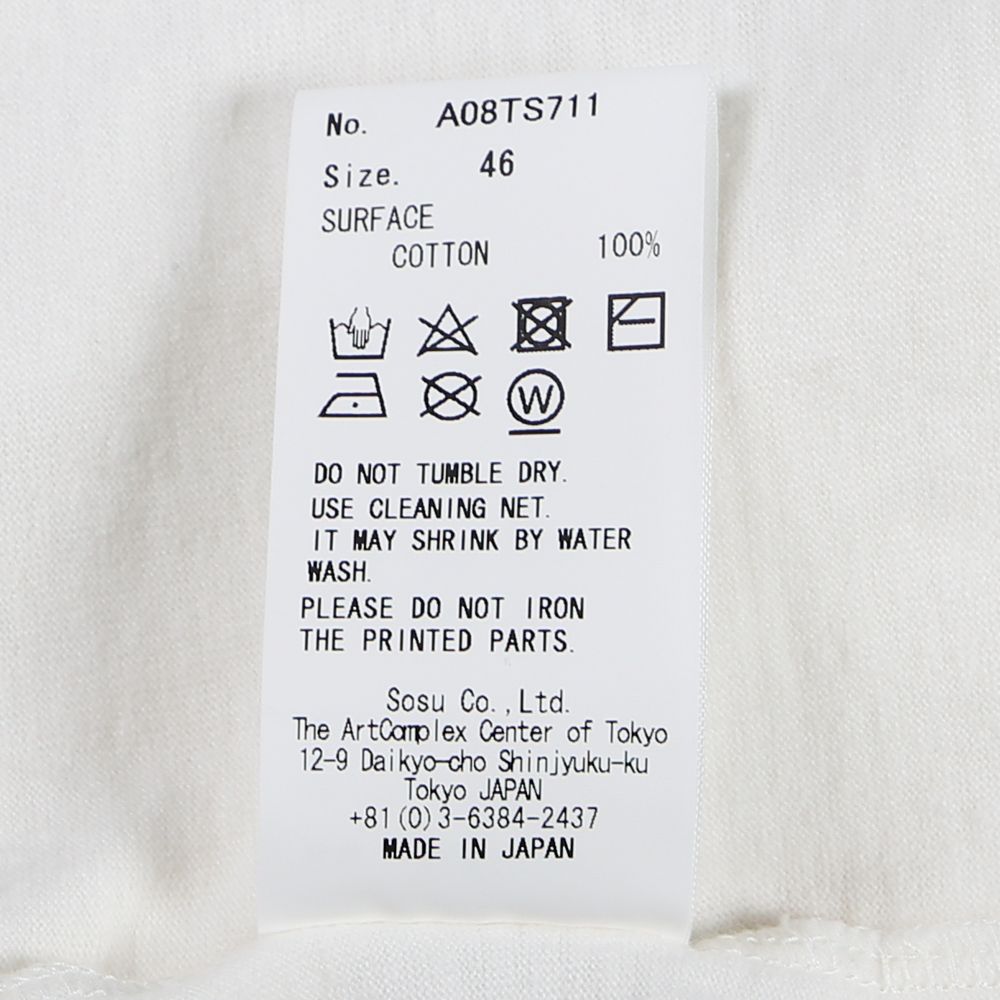 No. A08TS711
Size. 46
SURFACE
COTTON 100%
W
DO NOT TUMBLE DRY.
USE CLEANING NET.
IT MAY SHRINK BY WATER
WASH.
PLEASE DO NOT IRON
THE PRINTED PARTS.
Sosu Co.,Ltd.
The ArtComplex Center of Tokyo
12-9 Daikyo-cho Shinjyuku-ku
Tokyo JAPAN
+81(0)3-6384-2437
MADE IN JAPAN